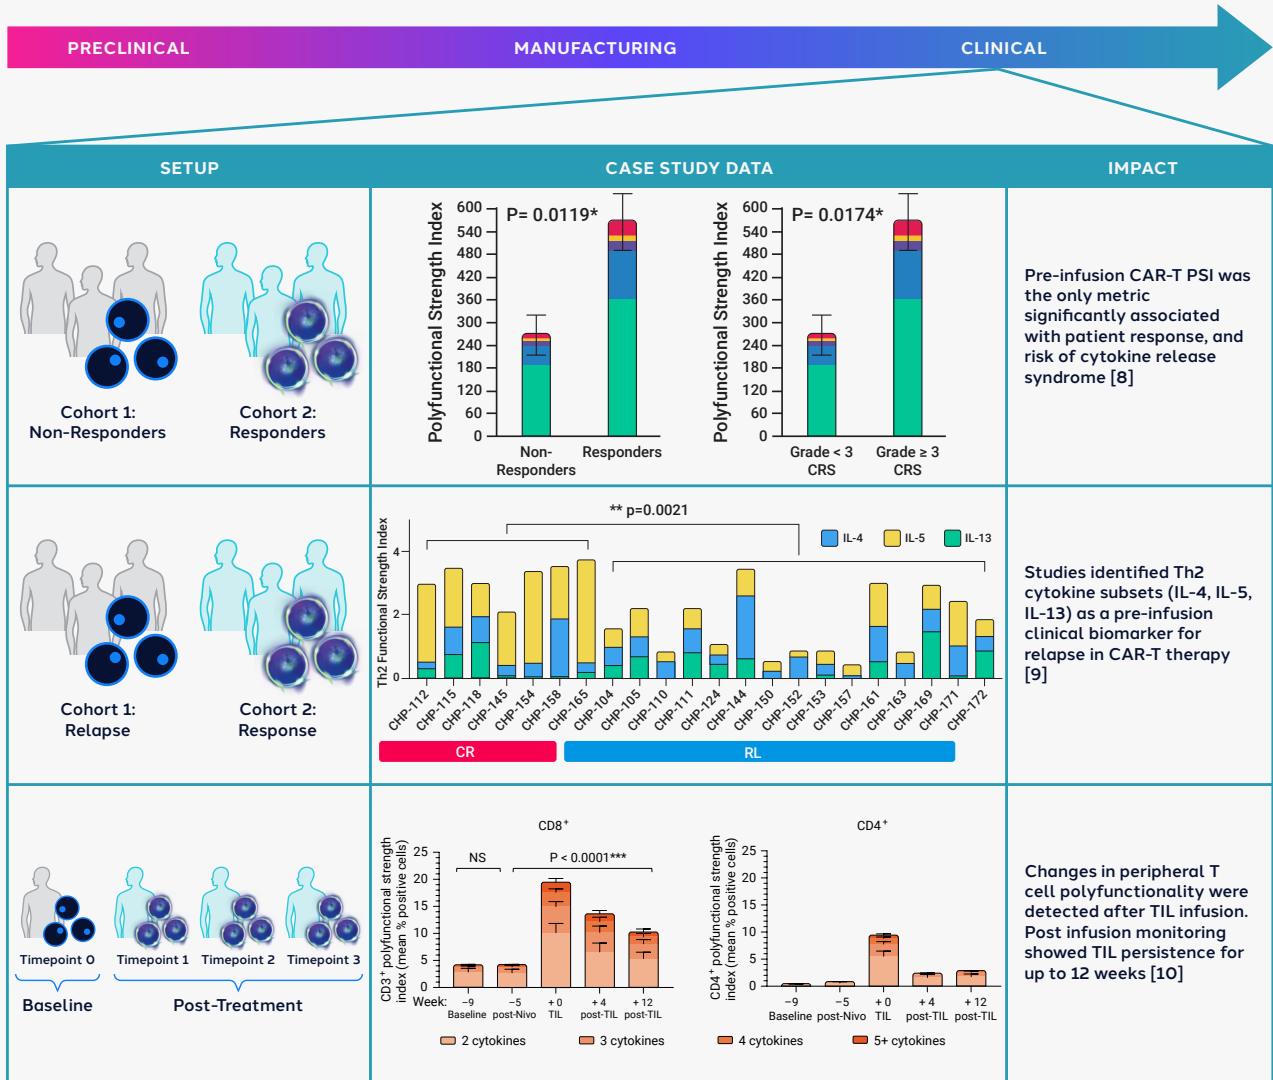 PRECLINICAL
MANUFACTURING
CLINICAL
SETUP
CASE STUDY DATA
IMPACT
Cohort 1:
Non-Responders
Cohort 2:
Responders
Polyfunctional Strength Index
600
540
480
420
360
300
240
180
120
60
0
P= 0.0119*
Non-
Responders
Responders
Polyfunctional Strength Index
600
540
480
420
360
300
240
180
120
60
0
P= 0.0174*
Grade < 3
CRS
Grade ≥ 3
CRS
Pre-infusion CAR-T PSI was
the only metric
significantly associated
with patient response, and
risk of cytokine release
syndrome [8]
Cohort 1:
Relapse
Cohort 2:
Response
Th2 Functional Strength Index
4
2
0
** p=0.0021
IL-4
IL-5
IL-13
CHP-112
CHP-115
CHP-118
CHP-145
CHP-154
CHP-158
CHP-165
CHP-104
CHP-105
CHP-110
CHP-111
CHP-124
CHP-144
CHP-150
CHP-152
CHP-153
CHP-157
CHP-161
CHP-163
CHP-169
CHP-171
CHP-172
CR
RL
Studies identified Th2
cytokine subsets (IL-4, IL-5,
IL-13) as a pre-infusion
clinical biomarker for
relapse in CAR-T therapy
[9]
Timepoint 0
Timepoint 1
Timepoint 2
Timepoint 3
Baseline
Post-Treatment
CD8⁺
CD3⁺ polyfunctional strength
index (mean % positive cells)
25
20
15
10
5
0
NS
P < 0.0001***
Week:
−9
Baseline
−5
post-Nivo
+ 0
TIL
+ 4
post-TIL
+ 12
post-TIL
CD4⁺
CD4⁺ polyfunctional strength
index (mean % positive cells)
25
20
15
10
5
0
−9
Baseline
−5
post-Nivo
+ 0
TIL
+ 4
post-TIL
+ 12
post-TIL
2 cytokines
3 cytokines
4 cytokines
5+ cytokines
Changes in peripheral T
cell polyfunctionality were
detected after TIL infusion.
Post infusion monitoring
showed TIL persistence for
up to 12 weeks [10]